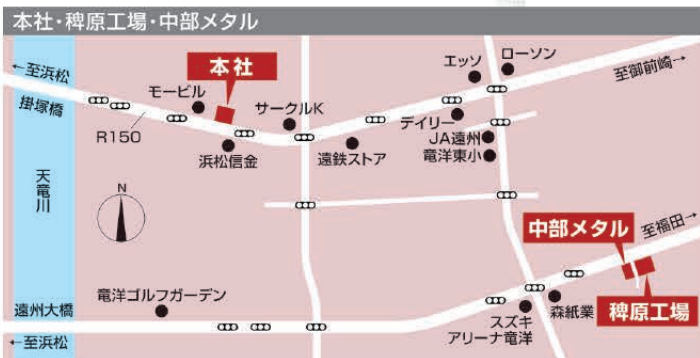 本社・稗原工場・中部メタル
←至浜松
掛塚橋
R150
モービル
本社
浜松信金
サークルK
遠鉄ストア
エッソ
ローソン
至御前崎→
デイリー
JA遠州
竜洋東小
天竜川
N
中部メタル
至福田→
稗原工場
竜洋ゴルフガーデン
遠州大橋
←至浜松
スズキ
アリーナ竜洋
森紙業